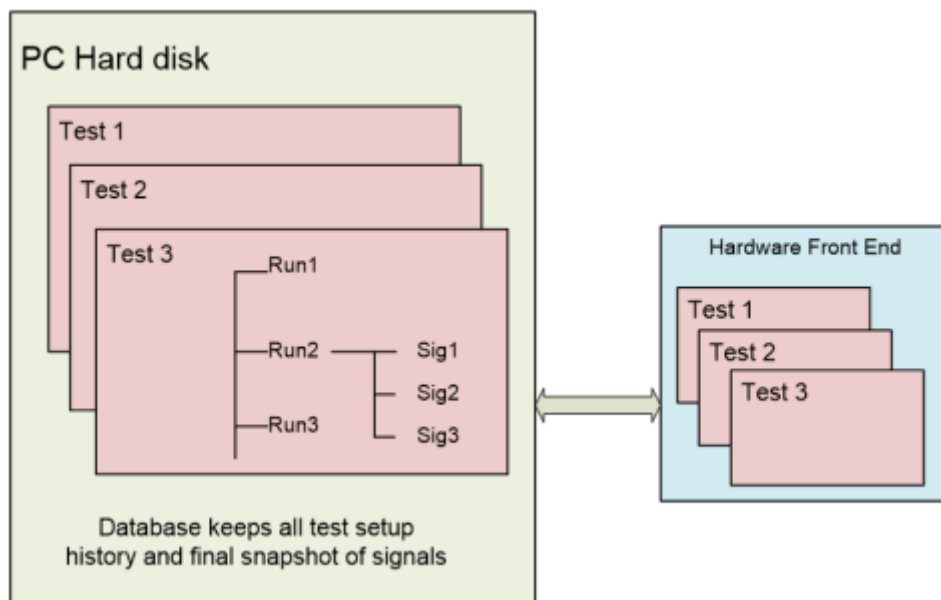 PC Hard disk
Test 1
Test 2
Test 3
Run1
Run2
Sig1
Sig2
Run3
Sig3
Database keeps all test setup
history and final snapshot of signals
Hardware Front End
Test 1
Test 2
Test 3